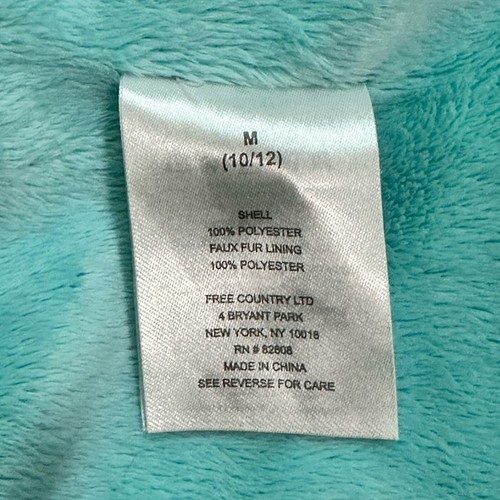 M
(10/12)
SHELL
100% POLYESTER
FAUX FUR LINING
100% POLYESTER
FREE COUNTRY LTD
4 BRYANT PARK
NEW YORK, NY 10018
RN # 82608
MADE IN CHINA
SEE REVERSE FOR CARE